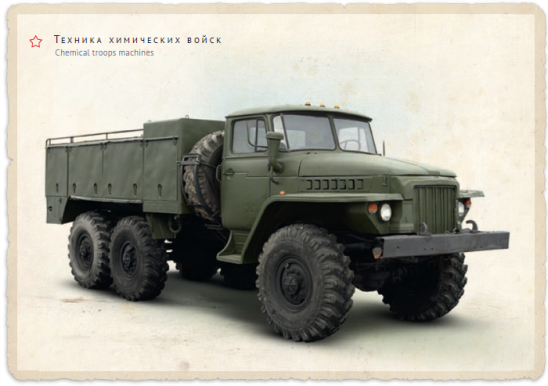 Техника химических войск
Chemical troops machines